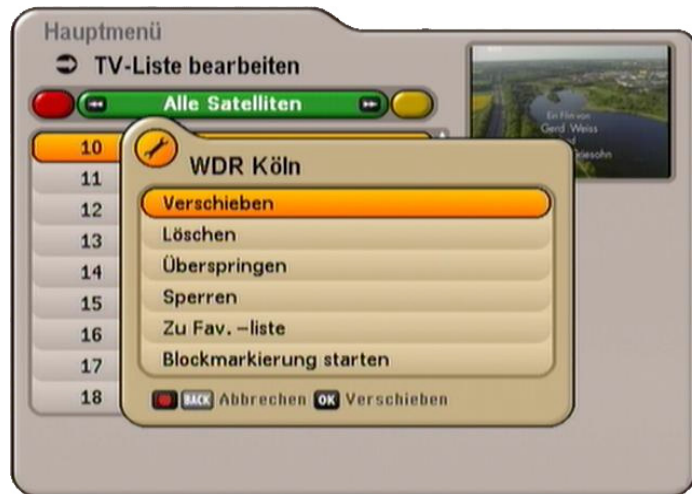 Hauptmenü
TV-Liste bearbeiten
Alle Satelliten
Ein Film von
Gerd Weiss
10
WDR Köln
11
Verschieben
12
Löschen
13
Überspringen
14
Sperren
15
Zu Fav. –liste
16
Blockmarkierung starten
17
18
BACK Abbrechen OK Verschieben